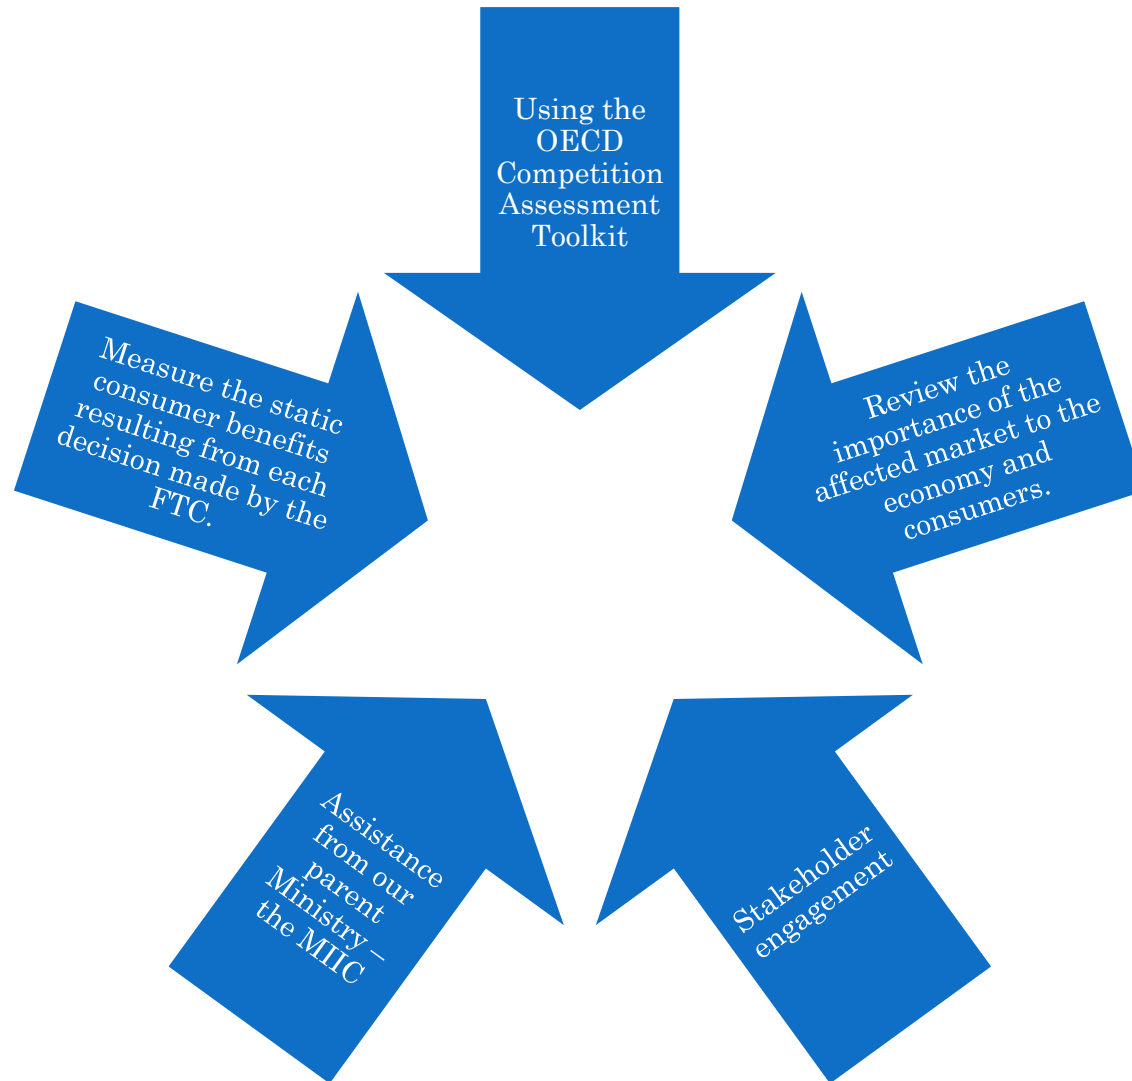 Using the
OECD
Competition
Assessment
Toolkit
Review the
importance of the
affected market to the
economy and
consumers.
Stakeholder
engagement
Assistance
from our
parent
Ministry –
the MIIC
Measure the static
consumer benefits
resulting from each
decision made by the
FTC.